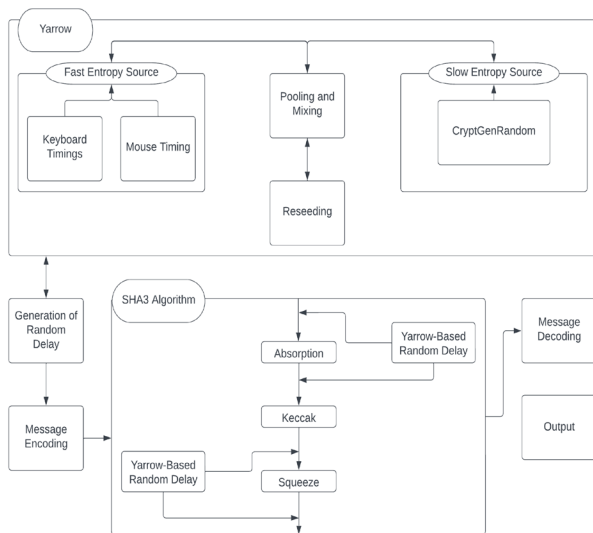 Yarrow
Fast Entropy Source
Slow Entropy Source
Pooling and
Mixing
Keyboard
Timings
Mouse Timing
CryptGenRandom
Reseeding
Generation of
Random
Delay
SHA3 Algorithm
Yarrow-Based
Random Delay
Message
Decoding
Absorption
Message
Encoding
Keccak
Output
Yarrow-Based
Random Delay
Squeeze